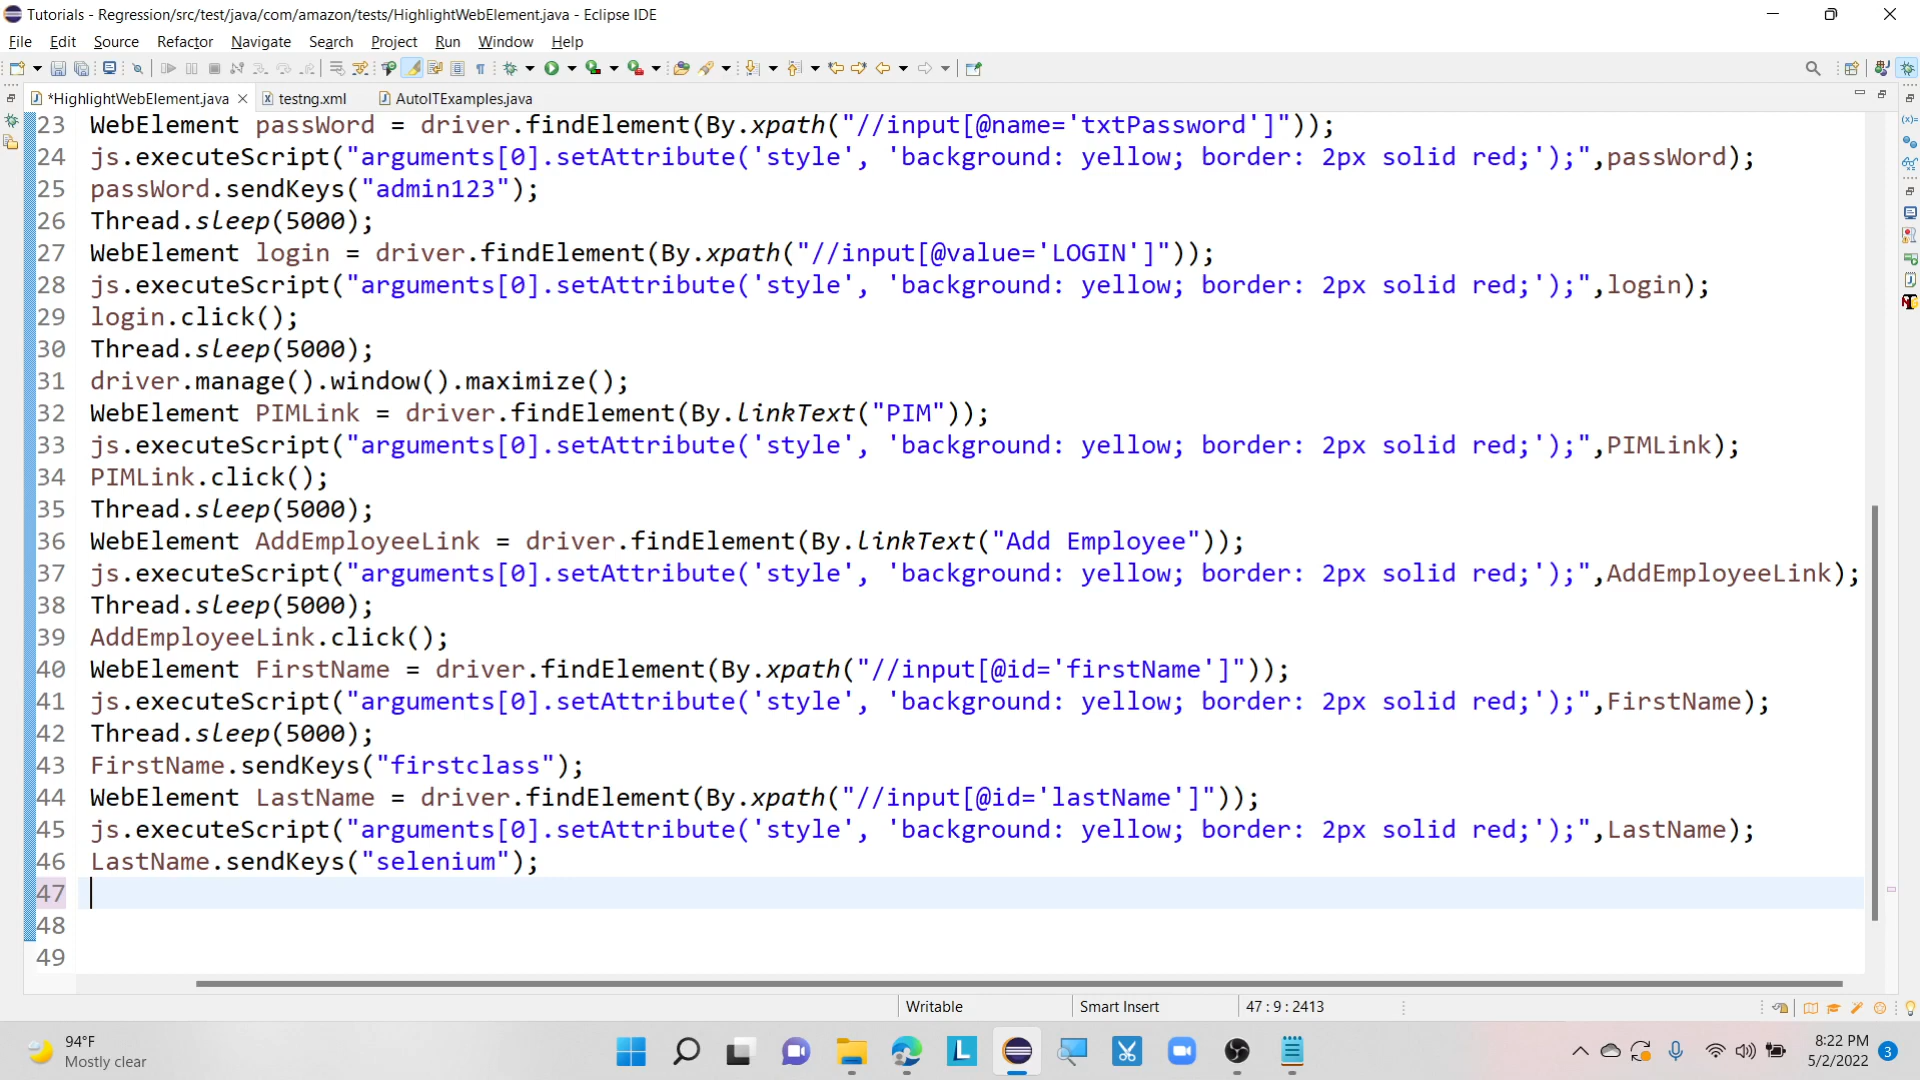 Tutorials - Regression/src/test/java/com/amazon/tests/HighlightWebElement.java - Eclipse IDE
File Edit Source Refactor Navigate Search Project Run Window Help
*HighlightWebElement.java testng.xml AutoITExamples.java
23 WebElement passWord = driver.findElement(By.xpath("//input[@name='txtPassword']"));
24 js.executeScript("arguments[0].setAttribute('style', 'background: yellow; border: 2px solid red;');",passWord);
25 passWord.sendKeys("admin123");
26 Thread.sleep(5000);
27 WebElement login = driver.findElement(By.xpath("//input[@value='LOGIN']"));
28 js.executeScript("arguments[0].setAttribute('style', 'background: yellow; border: 2px solid red;');",login);
29 login.click();
30 Thread.sleep(5000);
31 driver.manage().window().maximize();
32 WebElement PIMLink = driver.findElement(By.linkText("PIM"));
33 js.executeScript("arguments[0].setAttribute('style', 'background: yellow; border: 2px solid red;');",PIMLink);
34 PIMLink.click();
35 Thread.sleep(5000);
36 WebElement AddEmployeeLink = driver.findElement(By.linkText("Add Employee"));
37 js.executeScript("arguments[0].setAttribute('style', 'background: yellow; border: 2px solid red;');",AddEmployeeLink);
38 Thread.sleep(5000);
39 AddEmployeeLink.click();
40 WebElement FirstName = driver.findElement(By.xpath("//input[@id='firstName']"));
41 js.executeScript("arguments[0].setAttribute('style', 'background: yellow; border: 2px solid red;');",FirstName);
42 Thread.sleep(5000);
43 FirstName.sendKeys("firstclass");
44 WebElement LastName = driver.findElement(By.xpath("//input[@id='lastName']"));
45 js.executeScript("arguments[0].setAttribute('style', 'background: yellow; border: 2px solid red;');",LastName);
46 LastName.sendKeys("selenium");
47
48
49
Writable Smart Insert 47 : 9 : 2413
94°F
Mostly clear
8:22 PM
5/2/2022
3